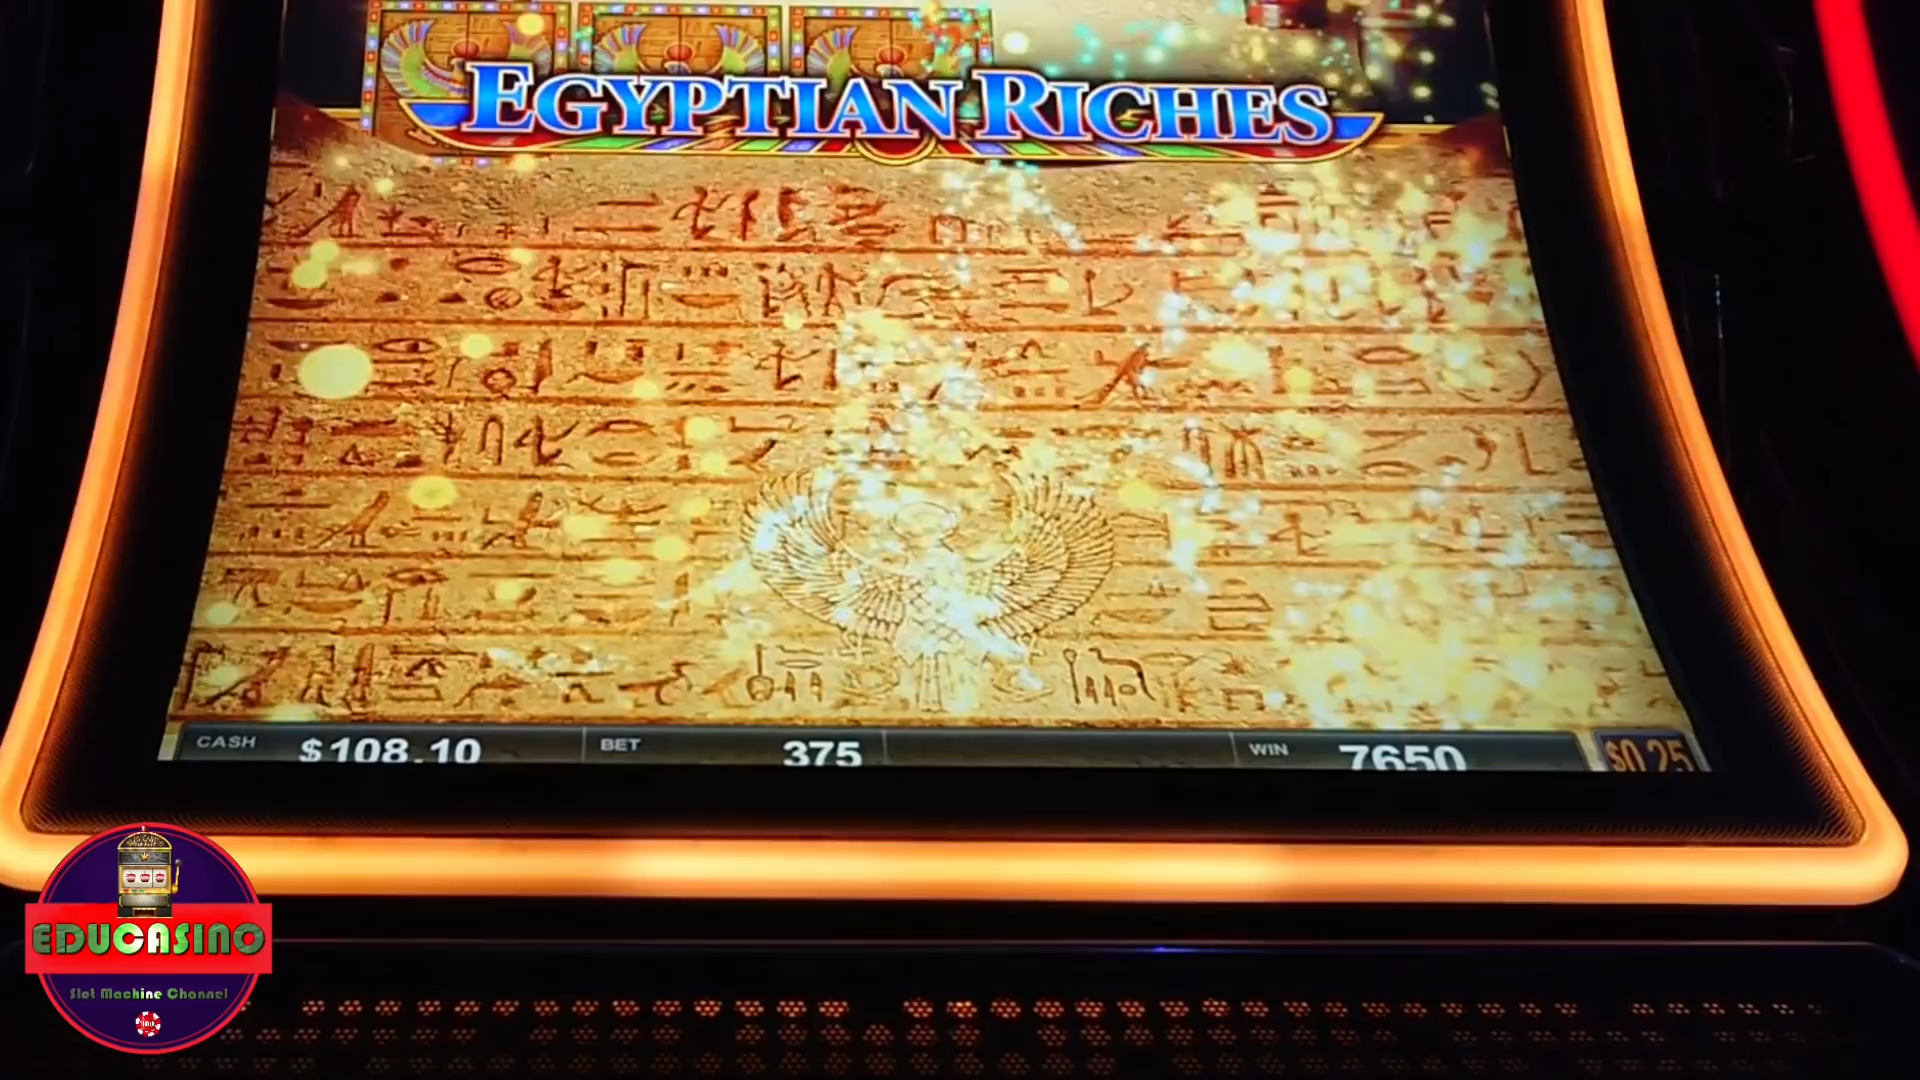 EGYPTIAN RICHES
CASH $108.10 BET 375 WIN 7650 $0.25
EDUCASINO
Slot Machine Channel